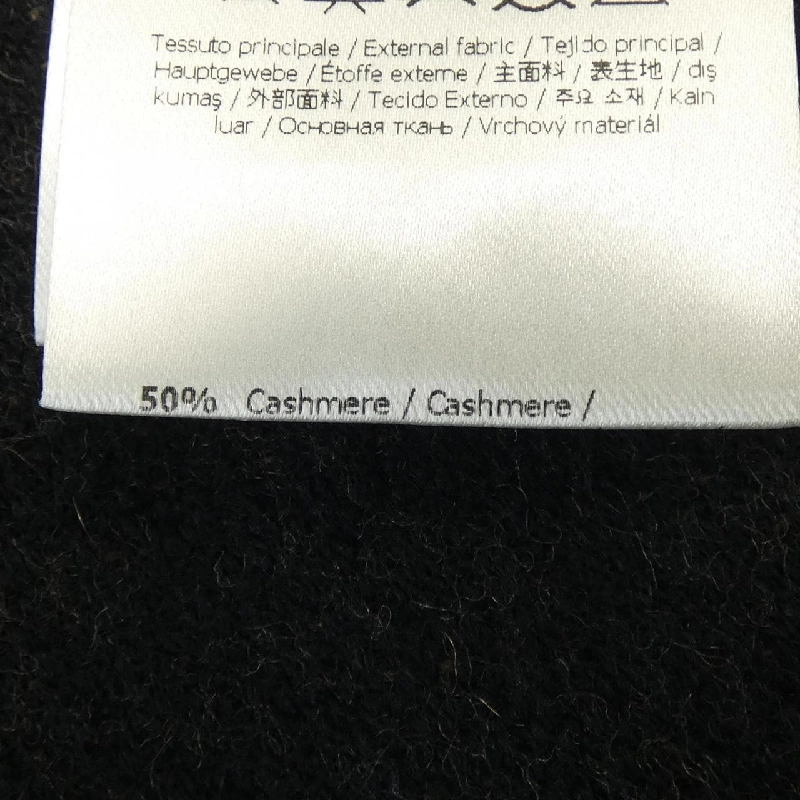 Tessuto principale / External fabric / Tejido principal /
Hauptgewebe / Étoffe externe / 主面料 / 表生地 / dış
kumaş / 外部面料 / Tecido Externo / 주요 소재 / Kain
luar / Основная ткань / Vrchový materiál
50% Cashmere / Cashmere /